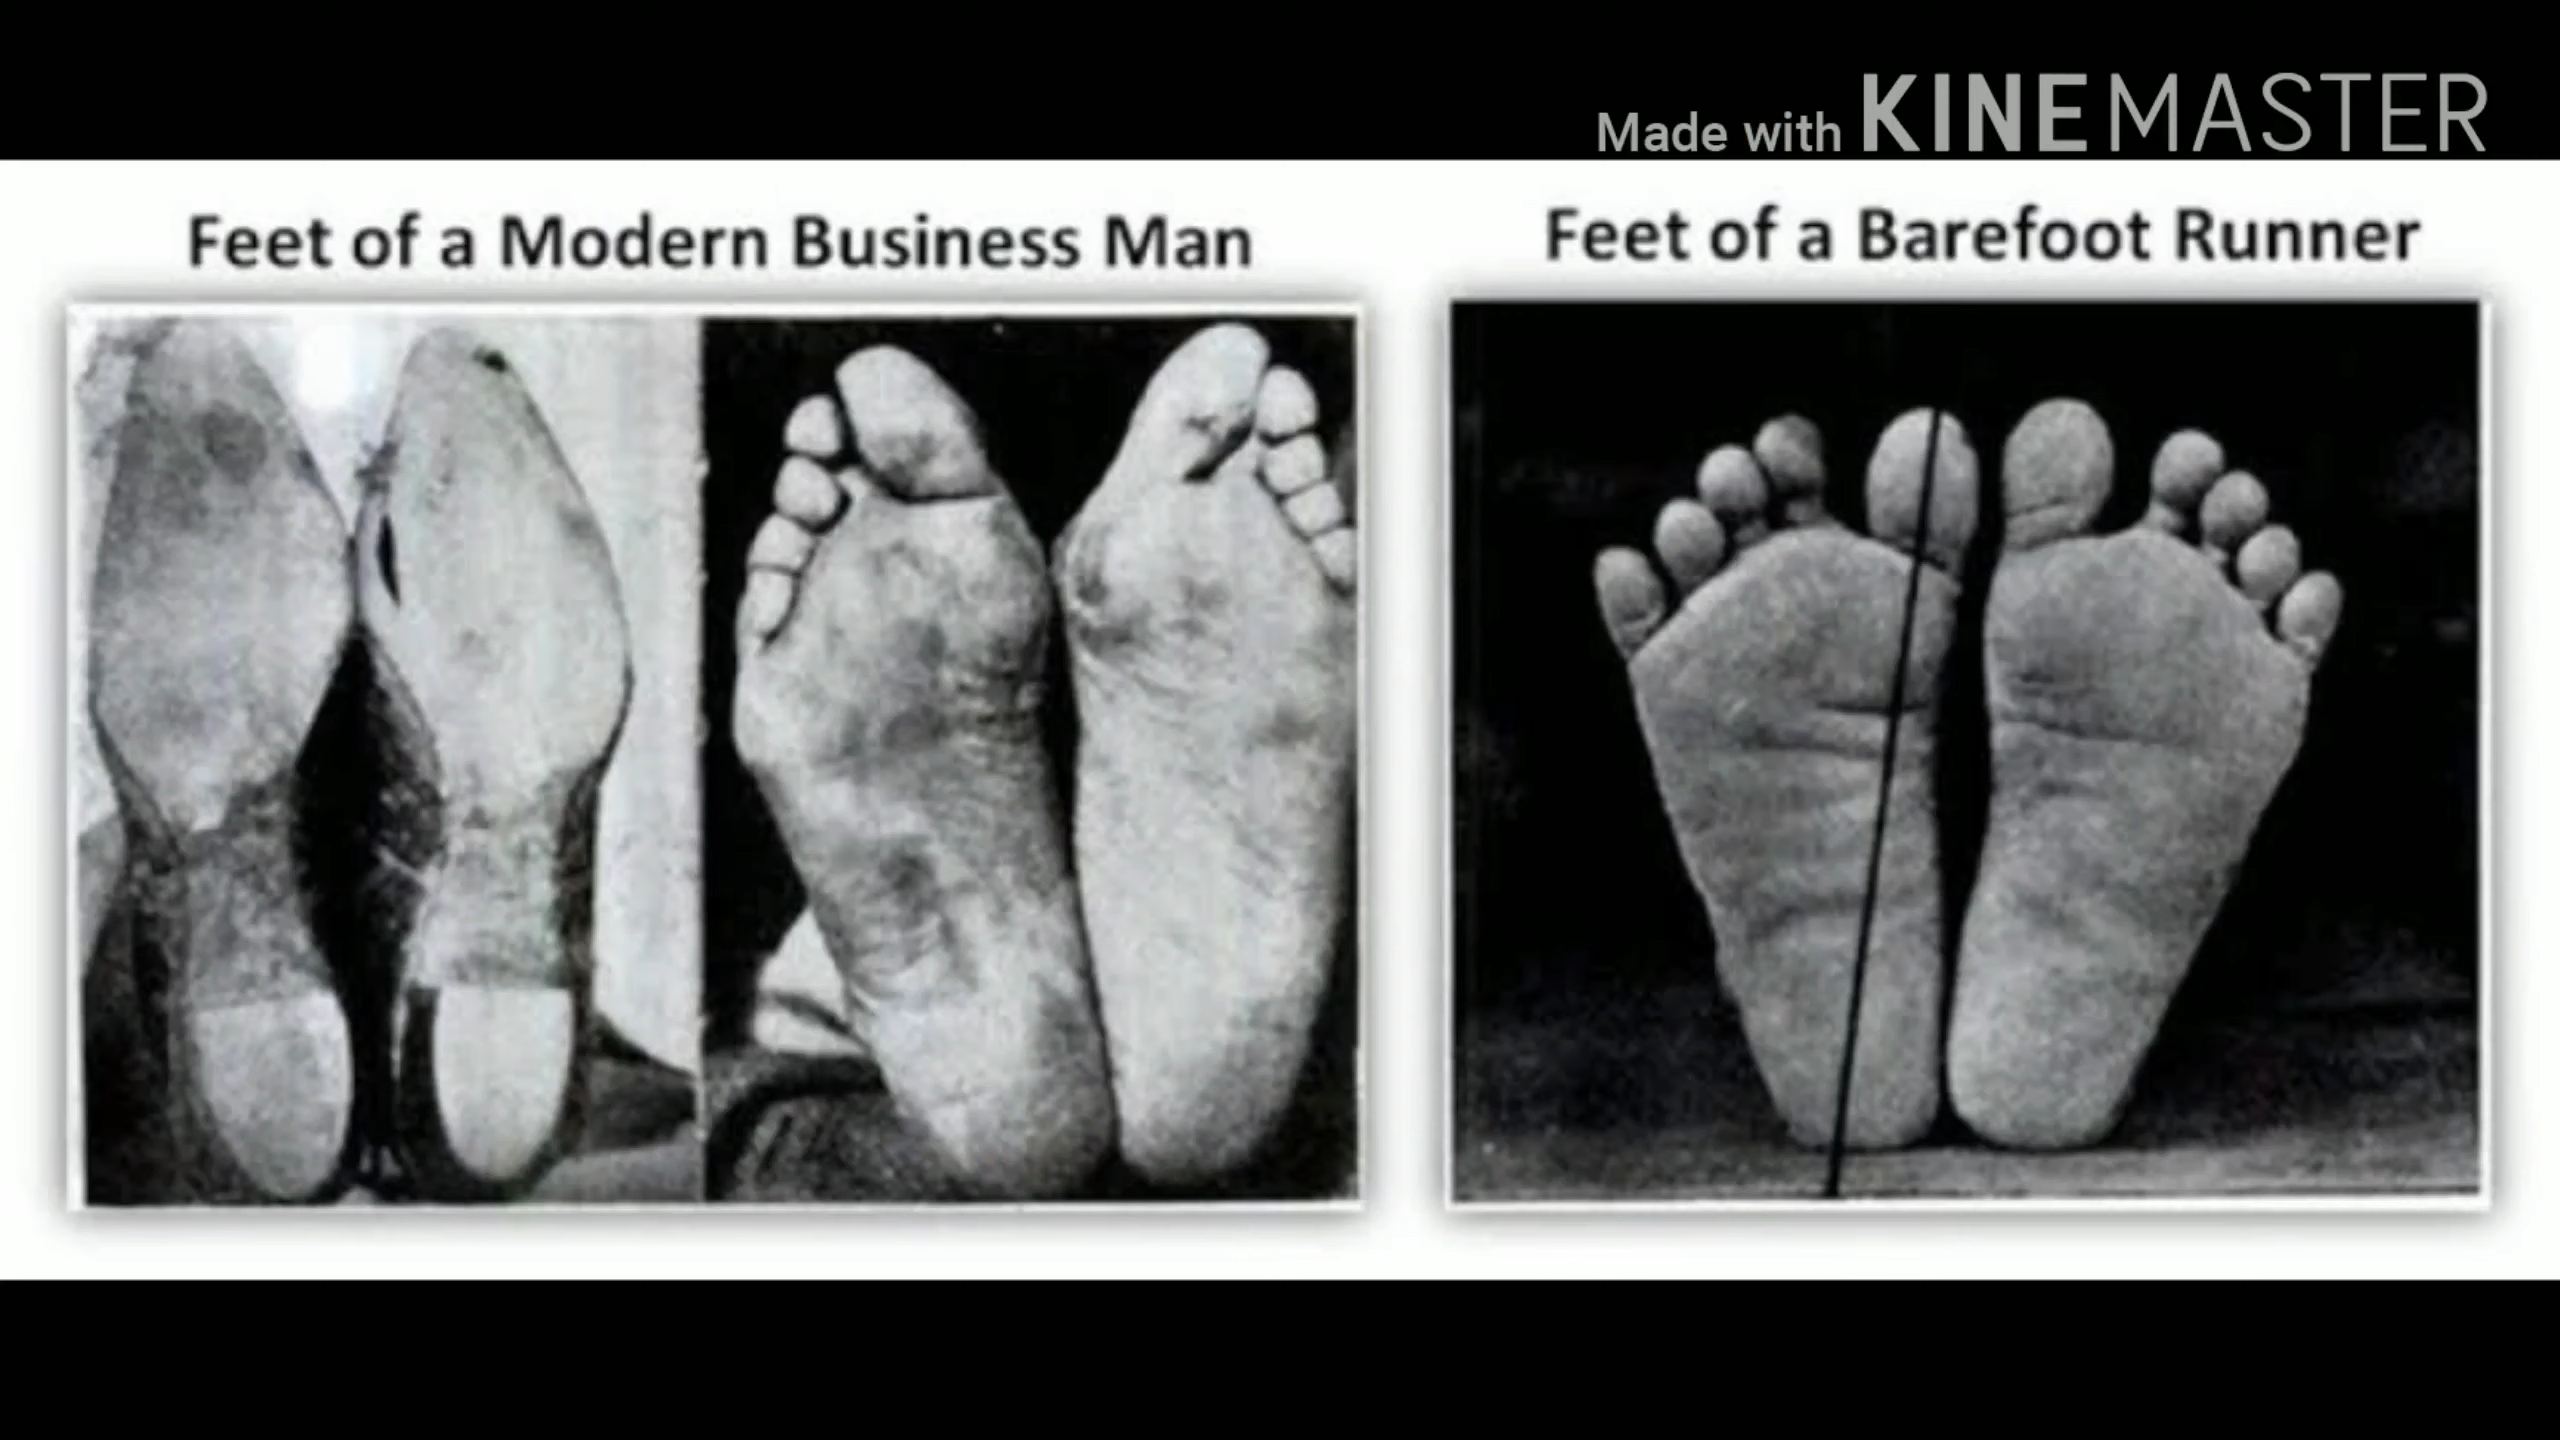 Made with KINEMASTER
Feet of a Modern Business Man
Feet of a Barefoot Runner